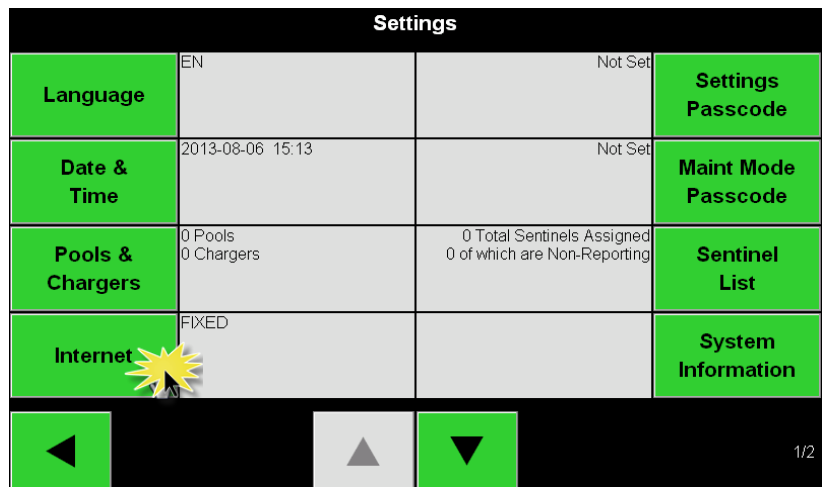 Settings
Language
EN
Not Set
Settings
Passcode
Date &
Time
2013-08-06 15:13
Not Set
Maint Mode
Passcode
Pools &
Chargers
0 Pools
0 Chargers
0 Total Sentinels Assigned
0 of which are Non-Reporting
Sentinel
List
Internet
FIXED
System
Information
1/2